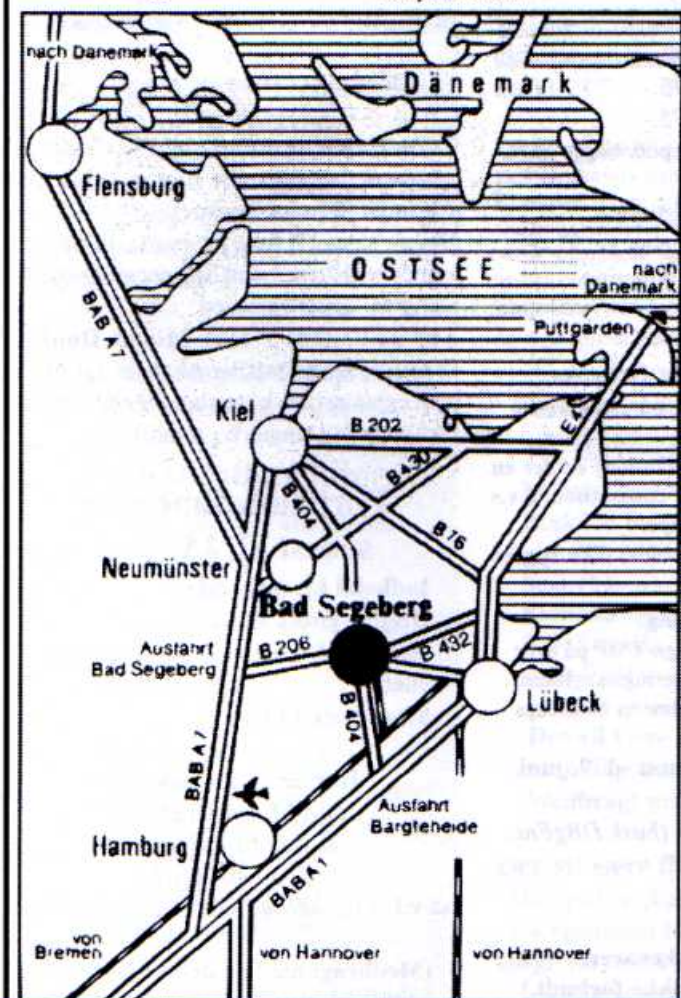 nach Dänemark
Dänemark
Flensburg
BAB A 7
OSTSEE
nach
Dänemark
Puttgarden
Kiel
B 202
B 430
B 404
B 76
Neumünster
Bad Segeberg
Ausfahrt
Bad Segeberg
B 206
B 432
Lübeck
B 404
BAB A 7
Ausfahrt
Bargteheide
Hamburg
BAB A 1
von
Bremen
von Hannover
von Hannover